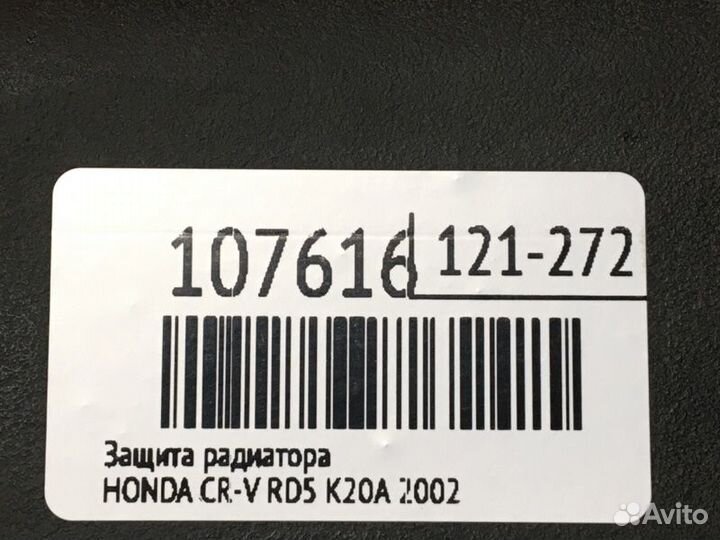 107616
121-272
Защита радиатора
HONDA CR-V RD5 K20A 2002
Avito